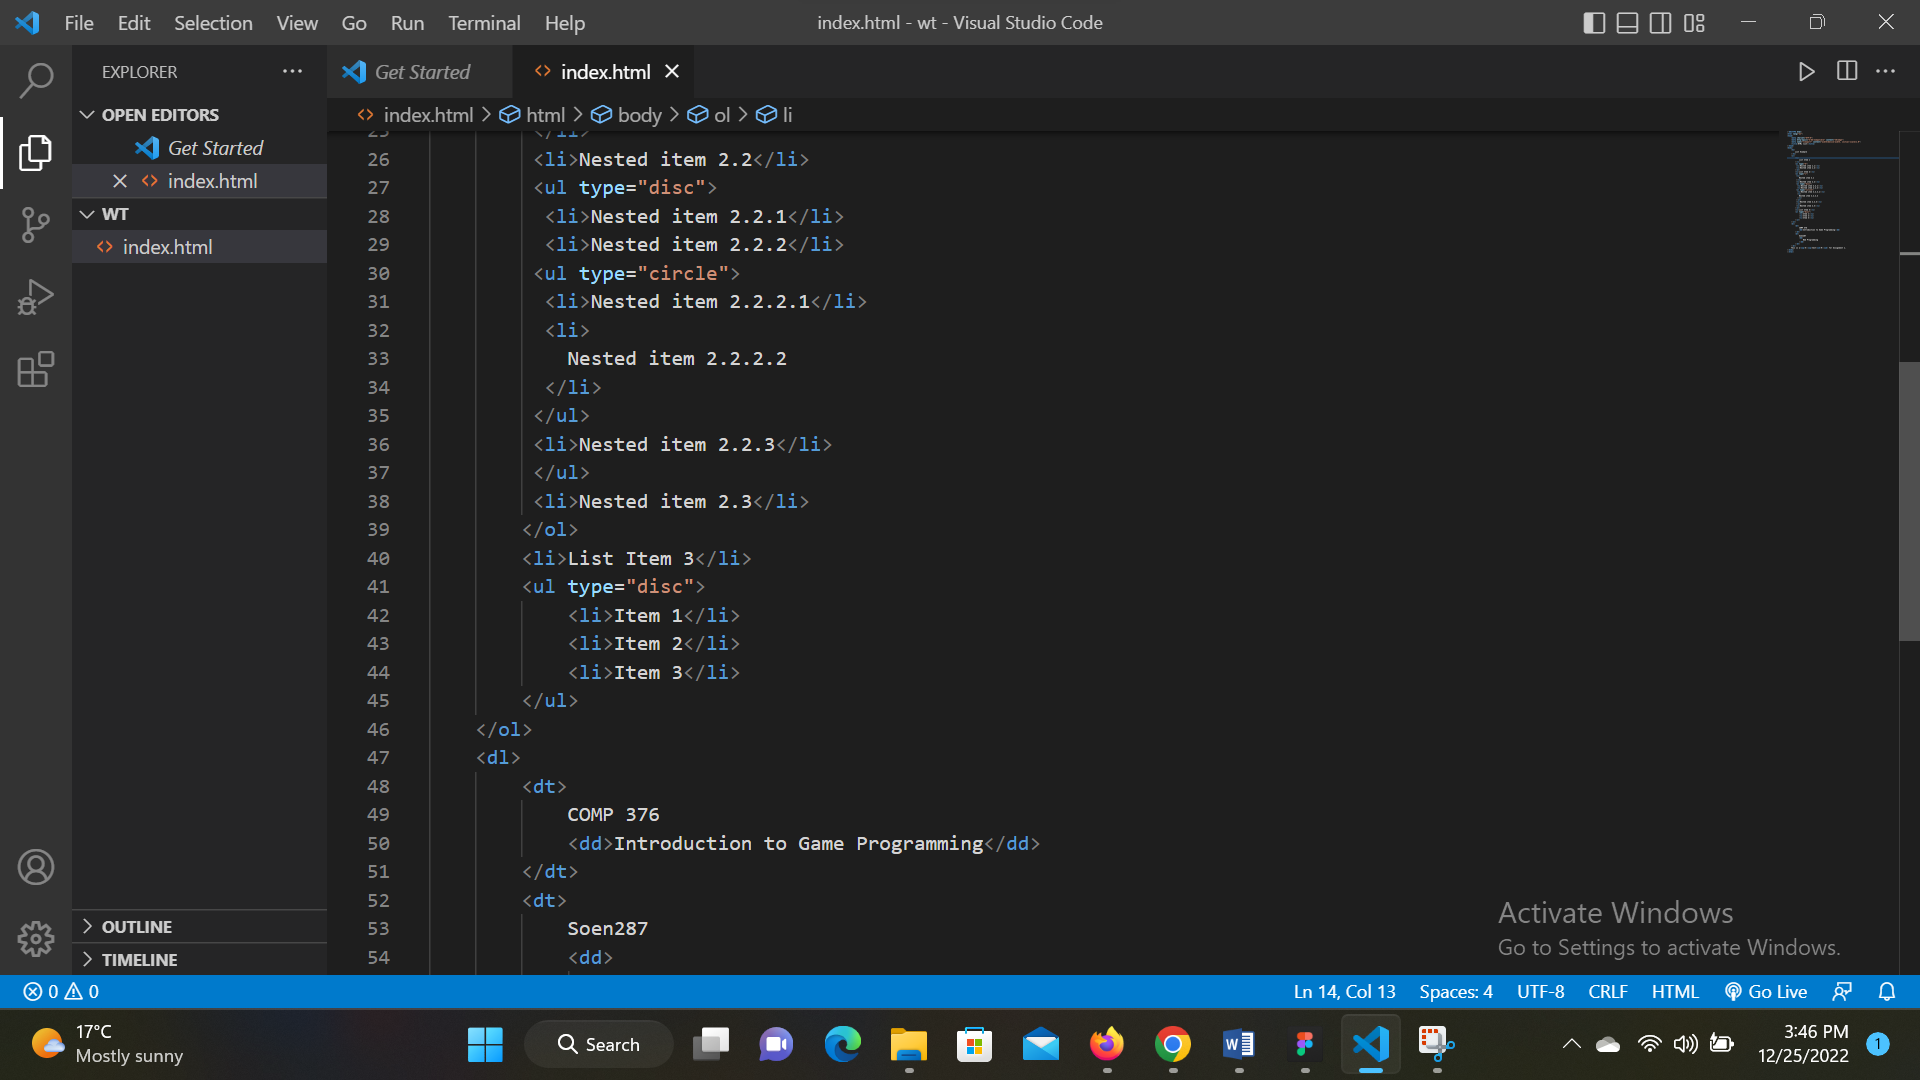 File Edit Selection View Go Run Terminal Help
index.html - wt - Visual Studio Code
EXPLORER
OPEN EDITORS
Get Started
index.html
WT
index.html
OUTLINE
TIMELINE
Get Started
index.html
index.html > html > body > ol > li
25 </li>
26 <li>Nested item 2.2</li>
27 <ul type="disc">
28 <li>Nested item 2.2.1</li>
29 <li>Nested item 2.2.2</li>
30 <ul type="circle">
31 <li>Nested item 2.2.2.1</li>
32 <li>
33 Nested item 2.2.2.2
34 </li>
35 </ul>
36 <li>Nested item 2.2.3</li>
37 </ul>
38 <li>Nested item 2.3</li>
39 </ol>
40 <li>List Item 3</li>
41 <ul type="disc">
42 <li>Item 1</li>
43 <li>Item 2</li>
44 <li>Item 3</li>
45 </ul>
46 </ol>
47 <dl>
48 <dt>
49 COMP 376
50 <dd>Introduction to Game Programming</dd>
51 </dt>
52 <dt>
53 Soen287
54 <dd>
Activate Windows
Go to Settings to activate Windows.
0 0
Ln 14, Col 13 Spaces: 4 UTF-8 CRLF HTML Go Live
17°C
Mostly sunny
Search
3:46 PM
12/25/2022
1